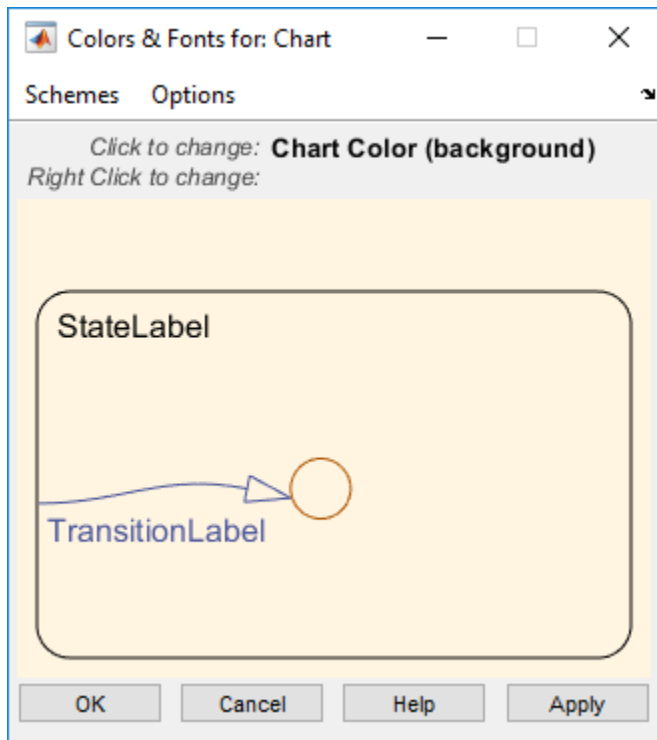 Colors & Fonts for: Chart
Schemes Options
Click to change: Chart Color (background)
Right Click to change:
StateLabel
TransitionLabel
OK Cancel Help Apply